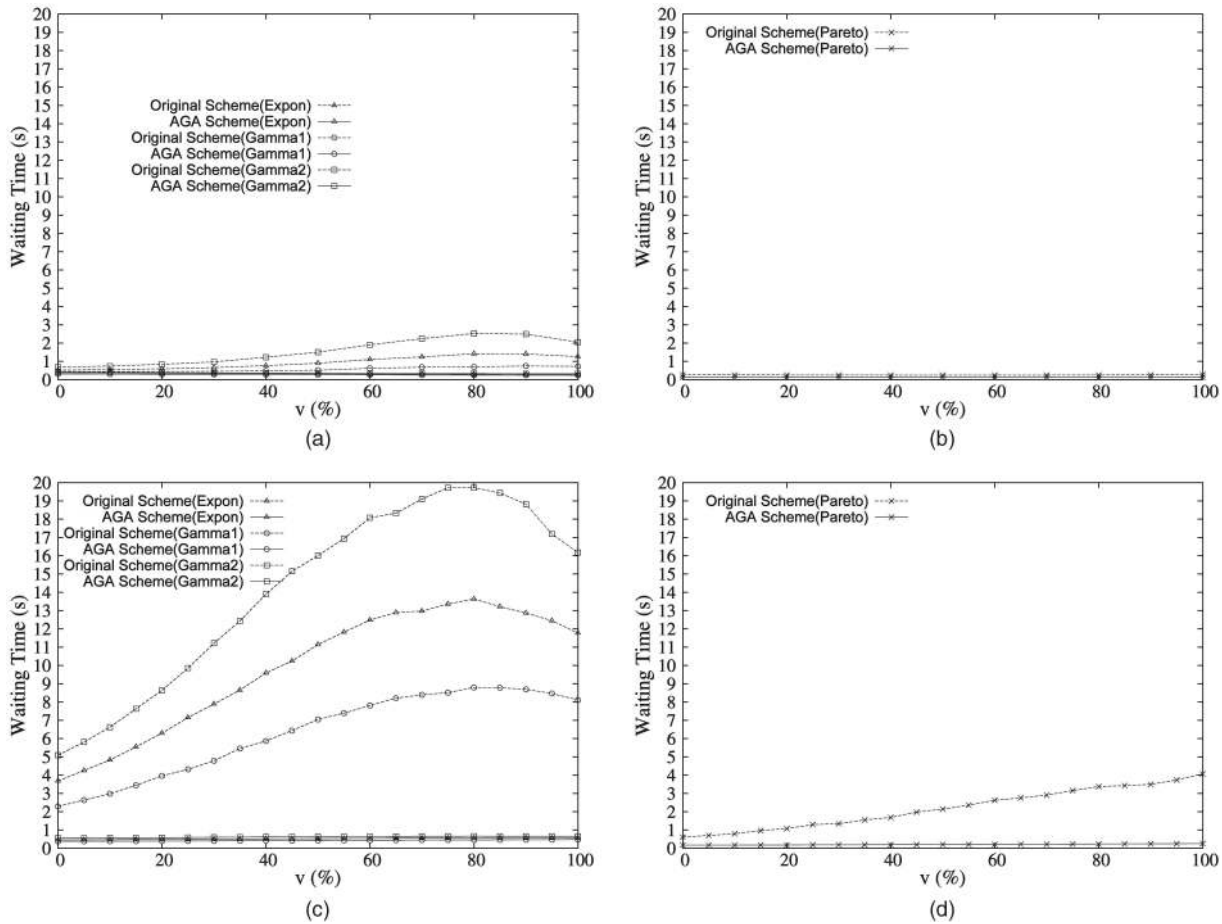 20
19
18
17
16
15
14
13
12
11
10
9
8
7
6
5
4
3
2
1
0
Waiting Time (s)
Original Scheme(Expon)
AGA Scheme(Expon)
Original Scheme(Gamma1)
AGA Scheme(Gamma1)
Original Scheme(Gamma2)
AGA Scheme(Gamma2)
0 20 40 60 80 100
v (%)
(a)
20
19
18
17
16
15
14
13
12
11
10
9
8
7
6
5
4
3
2
1
0
Waiting Time (s)
Original Scheme(Pareto)
AGA Scheme(Pareto)
0 20 40 60 80 100
v (%)
(b)
20
19
18
17
16
15
14
13
12
11
10
9
8
7
6
5
4
3
2
1
0
Waiting Time (s)
Original Scheme(Expon)
AGA Scheme(Expon)
Original Scheme(Gamma1)
AGA Scheme(Gamma1)
Original Scheme(Gamma2)
AGA Scheme(Gamma2)
0 20 40 60 80 100
v (%)
(c)
20
19
18
17
16
15
14
13
12
11
10
9
8
7
6
5
4
3
2
1
0
Waiting Time (s)
Original Scheme(Pareto)
AGA Scheme(Pareto)
0 20 40 60 80 100
v (%)
(d)